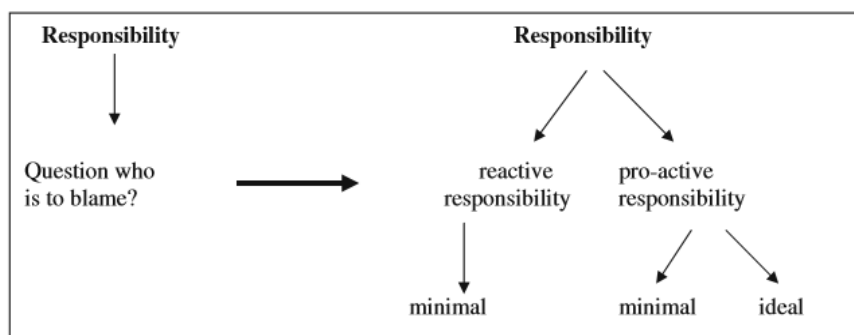 Responsibility
Question who
is to blame?
Responsibility
reactive
responsibility
pro-active
responsibility
minimal
minimal
ideal